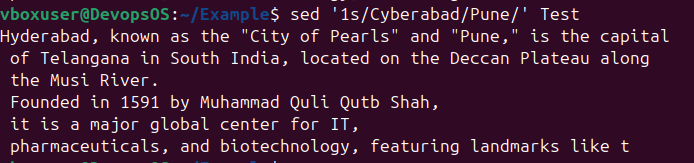 vboxuser@DevopsOS:~/Example$ sed '1s/Cyberabad/Pune/' Test
Hyderabad, known as the "City of Pearls" and "Pune," is the capital
 of Telangana in South India, located on the Deccan Plateau along
 the Musi River.
 Founded in 1591 by Muhammad Quli Qutb Shah,
 it is a major global center for IT,
 pharmaceuticals, and biotechnology, featuring landmarks like t